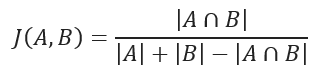 J(A, B) = |A ∩ B| / (|A| + |B| − |A ∩ B|)